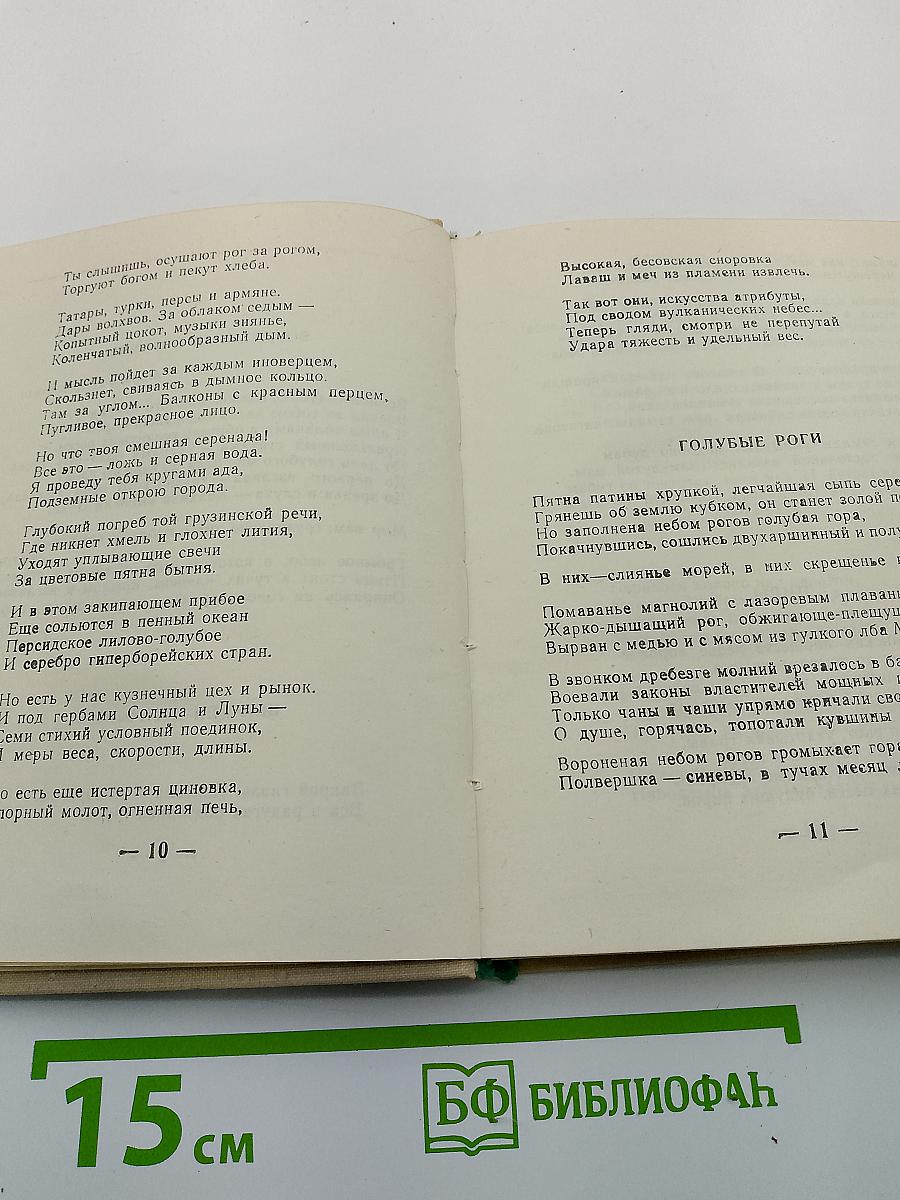 Ты слышишь, осушают рог за рогом,
Торгуют богом и пекут хлеба.
Татары, турки, персы и армяне.
Дары волхвов. За облаком седым —
Копытный цокот, музыки зиянье,
Коленчатый, волнообразный дым.
И мысль пойдет за каждым иноверцем,
Скользнет, свиваясь в дымное кольцо.
Там за углом... Балконы с красным перцем,
Пугливое, прекрасное лицо.
Но что твоя смешная серенада!
Все это — ложь и серная вода.
Я проведу тебя кругами ада,
Подземные открою города.
Глубокий погреб той грузинской речи,
Где никнет хмель и глохнет лития,
Уходят уплывающие свечи
За цветовые пятна бытия.
И в этом закипающем прибое
Еще сольются в пенный океан
Персидское лилово-голубое
И серебро гиперборейских стран.
Но есть у нас кузнечный цех и рынок.
И под гербами Солнца и Луны —
Семи стихий условный поединок,
меры веса, скорости, длины.
о есть еще истертая циновка,
порный молот, огненная печь,
— 10 —
Высокая, бесовская сноровка
Лаваш и меч из пламени извлечь.
Так вот они, искусства атрибуты,
Под сводом вулканических небес...
Теперь гляди, смотри не перепутай
Удара тяжесть и удельный вес.
ГОЛУБЫЕ РОГИ
Пятна патины хрупкой, легчайшая сыпь сере
Грянешь об землю кубком, он станет золой по
Но заполнена небом рогов голубая гора,
Покачнувшись, сошлись двухаршинный и полу
В них—слиянье морей, в них скрещенье
Помаванье магнолий с лазоревым плавань
Жарко-дышащий рог, обжигающе-плещущ
Вырван с медью и с мясом из гулкого лба М
В звонком дребезге молний врезалось в ба
Воевали законы властителей мощных и
Только чаны и чаши упрямо кричали сво
О душе, горячась, топотали кувшины
Вороненая небом рогов громыхает гора
Полвершка — синевы, в тучах месяц
— 11 —
15 см
БФ БИБЛИОФАН